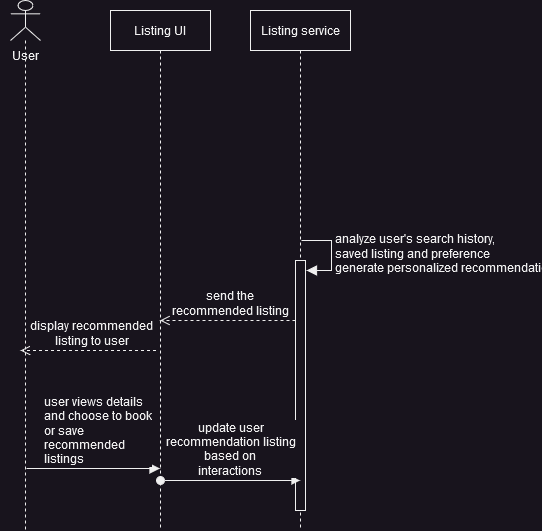 User
Listing UI
Listing service
analyze user's search history,
saved listing and preference
generate personalized recommendati
send the
recommended listing
display recommended
listing to user
user views details
and choose to book
or save
recommended
listings
update user
recommendation listing
based on
interactions